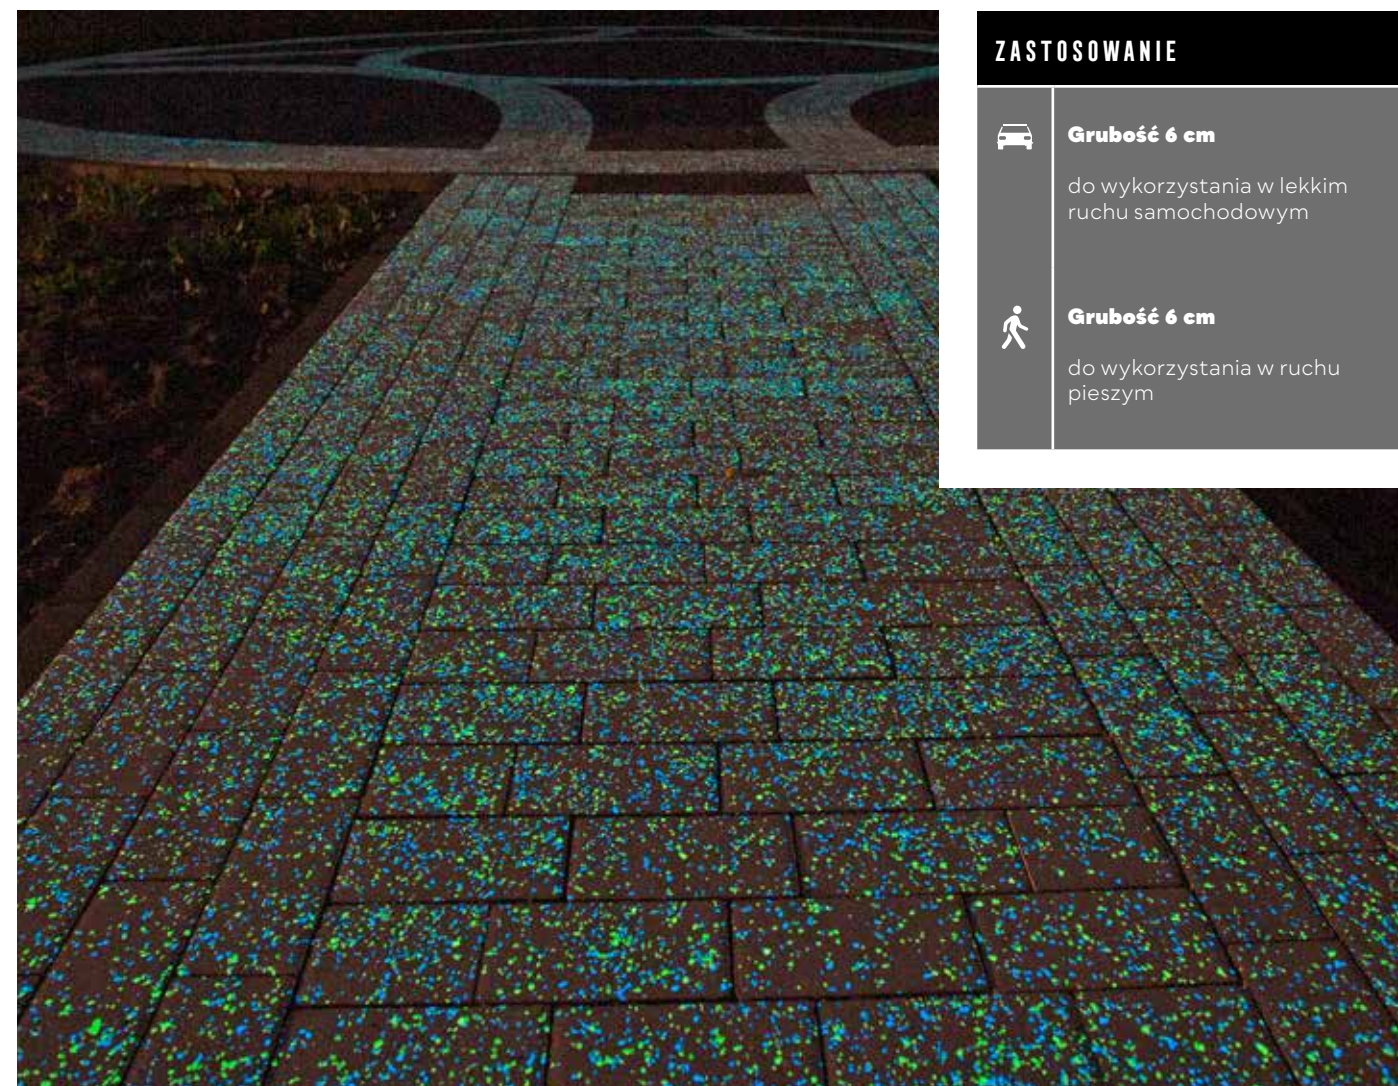 ZASTOSOWANIE
Grubość 6 cm
do wykorzystania w lekkim
ruchu samochodowym
Grubość 6 cm
do wykorzystania w ruchu
pieszym